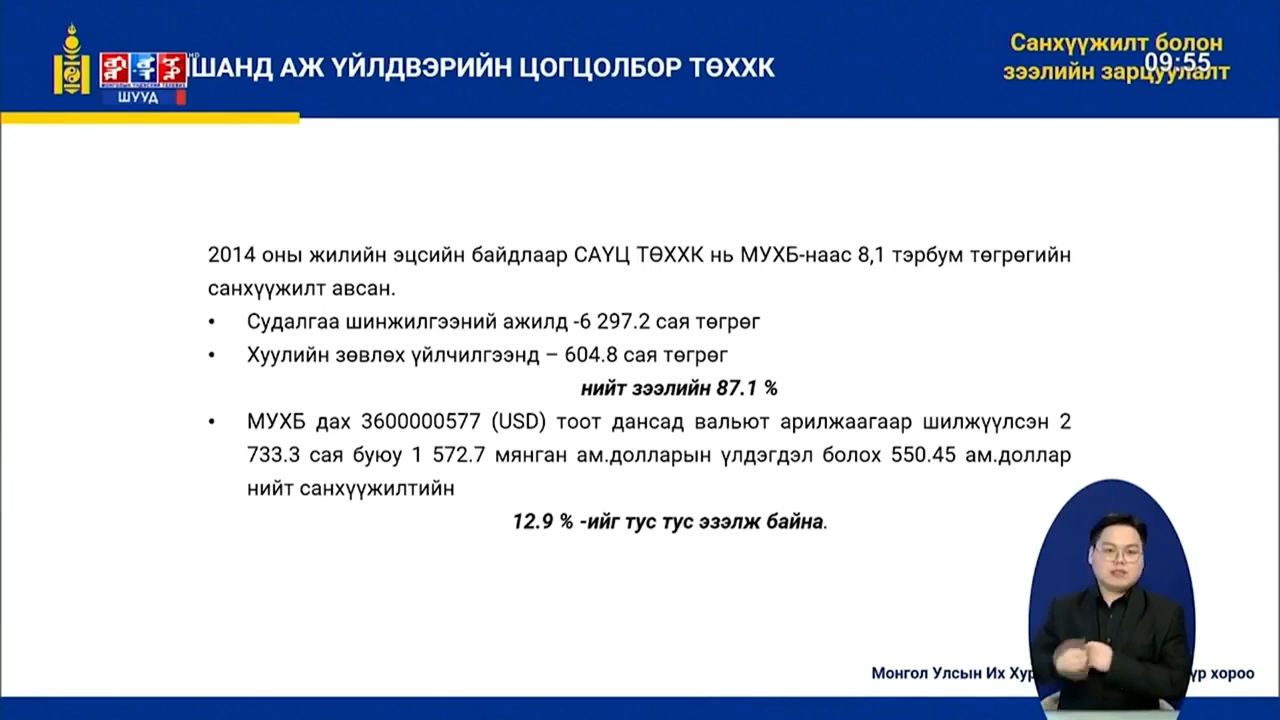 ШАНД АЖ ҮЙЛДВЭРИЙН ЦОГЦОЛБОР ТӨХХК
ШУУД
Санхүүжилт болон
зээлийн зарцуулалт
09:55
2014 оны жилийн эцсийн байдлаар САҮЦ ТӨХХК нь МУХБ-наас 8,1 тэрбум төгрөгийн
санхүүжилт авсан.
• Судалгаа шинжилгээний ажилд -6 297.2 сая төгрөг
• Хуулийн зөвлөх үйлчилгээнд – 604.8 сая төгрөг
нийт зээлийн 87.1 %
• МУХБ дах 3600000577 (USD) тоот дансад вальют арилжаагаар шилжүүлсэн 2
733.3 сая буюу 1 572.7 мянган ам.долларын үлдэгдэл болох 550.45 ам.доллар
нийт санхүүжилтийн
12.9 % -ийг тус тус эзэлж байна.
Монгол Улсын Их хороо